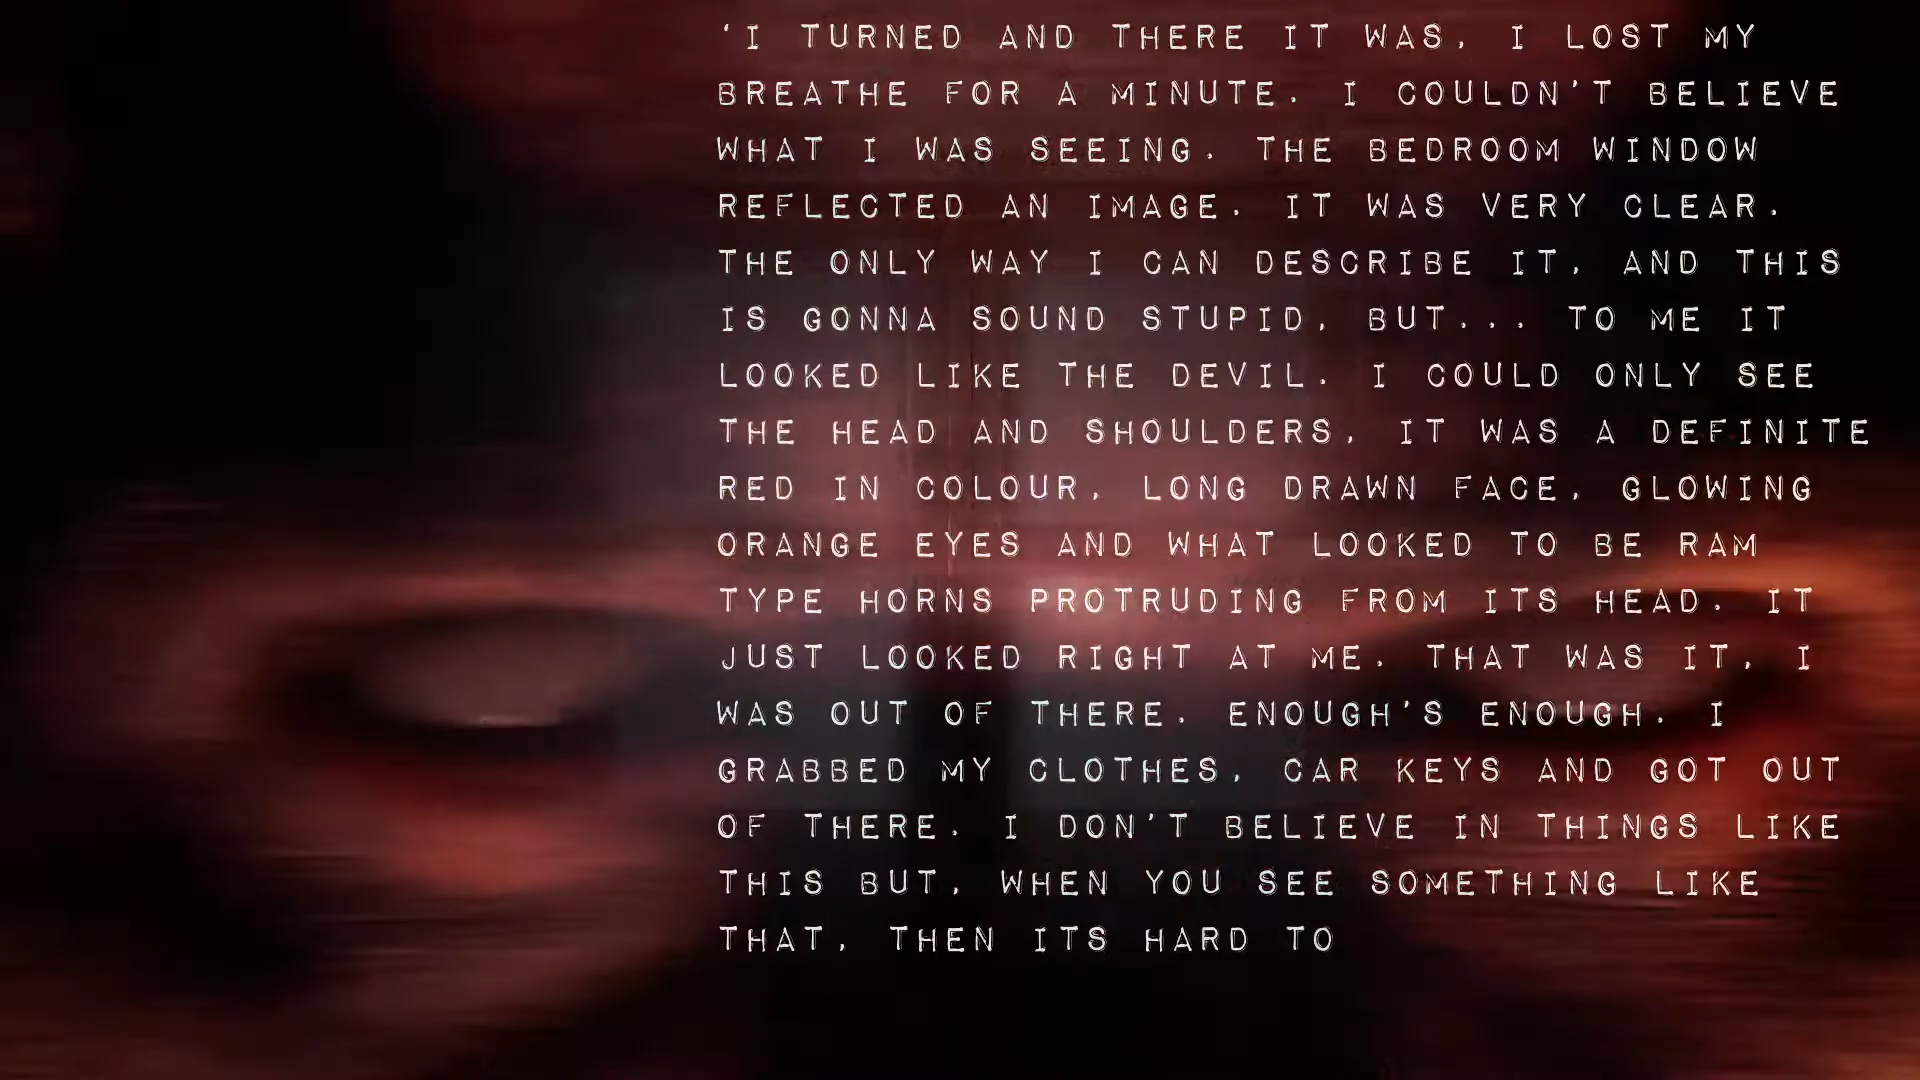 ‘I TURNED AND THERE IT WAS, I LOST MY
BREATHE FOR A MINUTE. I COULDN'T BELIEVE
WHAT I WAS SEEING. THE BEDROOM WINDOW
REFLECTED AN IMAGE. IT WAS VERY CLEAR.
THE ONLY WAY I CAN DESCRIBE IT, AND THIS
IS GONNA SOUND STUPID, BUT... TO ME IT
LOOKED LIKE THE DEVIL. I COULD ONLY SEE
THE HEAD AND SHOULDERS, IT WAS A DEFINITE
RED IN COLOUR, LONG DRAWN FACE, GLOWING
ORANGE EYES AND WHAT LOOKED TO BE RAM
TYPE HORNS PROTRUDING FROM ITS HEAD. IT
JUST LOOKED RIGHT AT ME. THAT WAS IT, I
WAS OUT OF THERE. ENOUGH'S ENOUGH. I
GRABBED MY CLOTHES, CAR KEYS AND GOT OUT
OF THERE. I DON'T BELIEVE IN THINGS LIKE
THIS BUT, WHEN YOU SEE SOMETHING LIKE
THAT, THEN ITS HARD TO